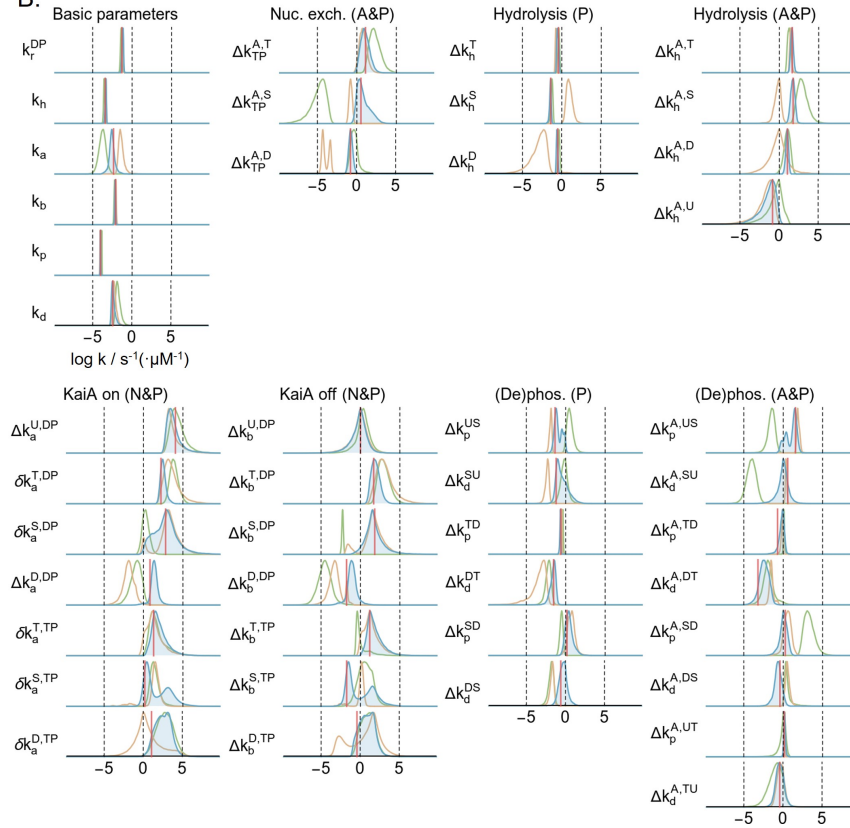 B.
Basic parameters
k_r^DP
k_h
k_a
k_b
k_p
k_d
-5 0 5
log k / s⁻¹(·μM⁻¹)
Nuc. exch. (A&P)
Δk_TP^A,T
Δk_TP^A,S
Δk_TP^A,D
-5 0 5
Hydrolysis (P)
Δk_h^T
Δk_h^S
Δk_h^D
-5 0 5
Hydrolysis (A&P)
Δk_h^A,T
Δk_h^A,S
Δk_h^A,D
Δk_h^A,U
-5 0 5
KaiA on (N&P)
Δk_a^U,DP
δk_a^T,DP
δk_a^S,DP
Δk_a^D,DP
δk_a^T,TP
δk_a^S,TP
δk_a^D,TP
-5 0 5
KaiA off (N&P)
Δk_b^U,DP
Δk_b^T,DP
Δk_b^S,DP
Δk_b^D,DP
Δk_b^T,TP
Δk_b^S,TP
Δk_b^D,TP
-5 0 5
(De)phos. (P)
Δk_p^US
Δk_d^SU
Δk_p^TD
Δk_d^DT
Δk_p^SD
Δk_d^DS
-5 0 5
(De)phos. (A&P)
Δk_p^A,US
Δk_d^A,SU
Δk_p^A,TD
Δk_d^A,DT
Δk_p^A,SD
Δk_d^A,DS
Δk_p^A,UT
Δk_d^A,TU
-5 0 5